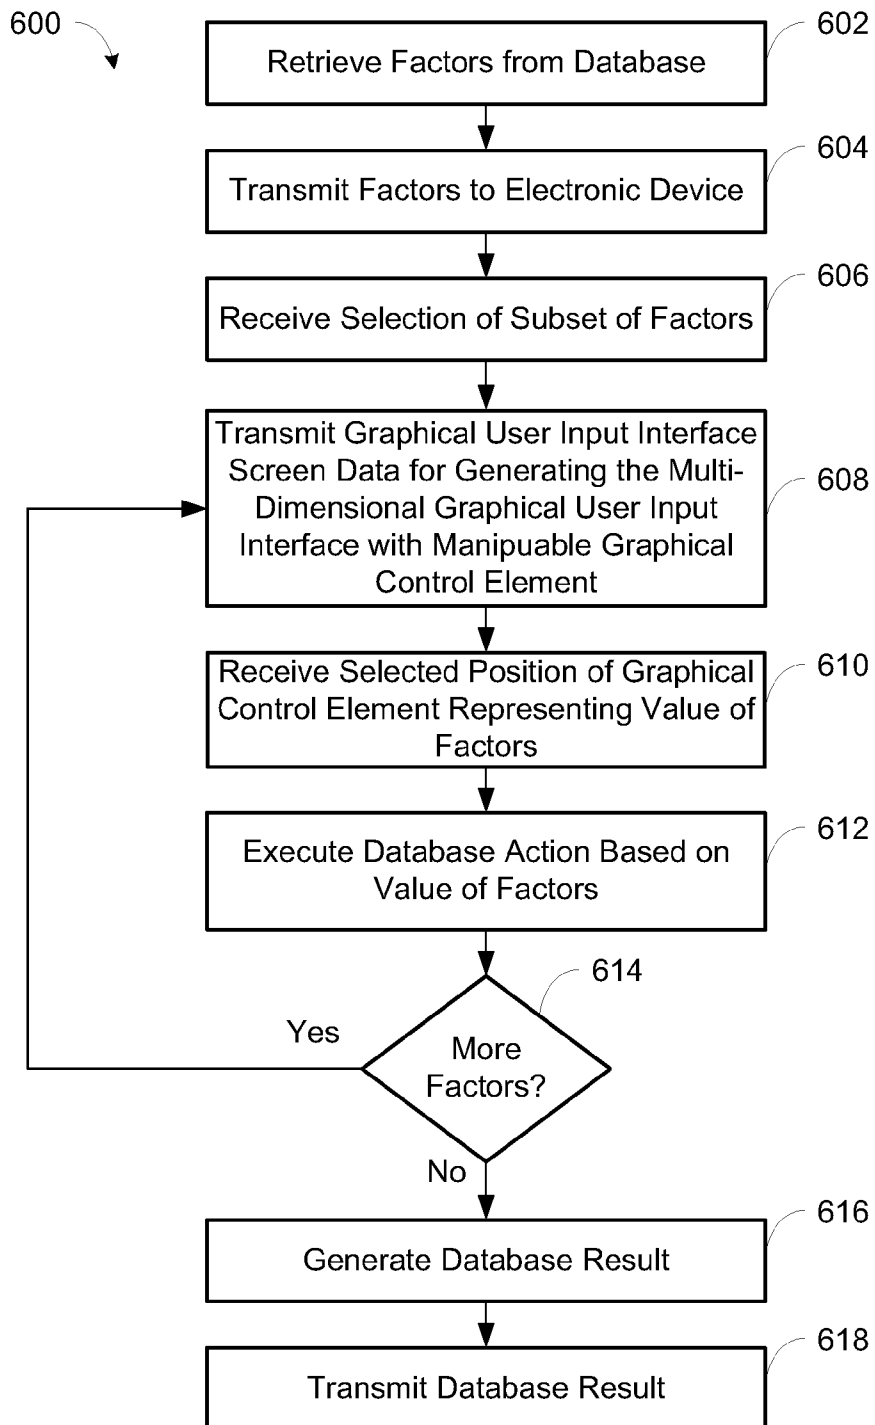 600
602
Retrieve Factors from Database
604
Transmit Factors to Electronic Device
606
Receive Selection of Subset of Factors
608
Transmit Graphical User Input Interface
Screen Data for Generating the Multi-
Dimensional Graphical User Input
Interface with Manipuable Graphical
Control Element
610
Receive Selected Position of Graphical
Control Element Representing Value of
Factors
612
Execute Database Action Based on
Value of Factors
614
Yes
More
Factors?
No
616
Generate Database Result
618
Transmit Database Result